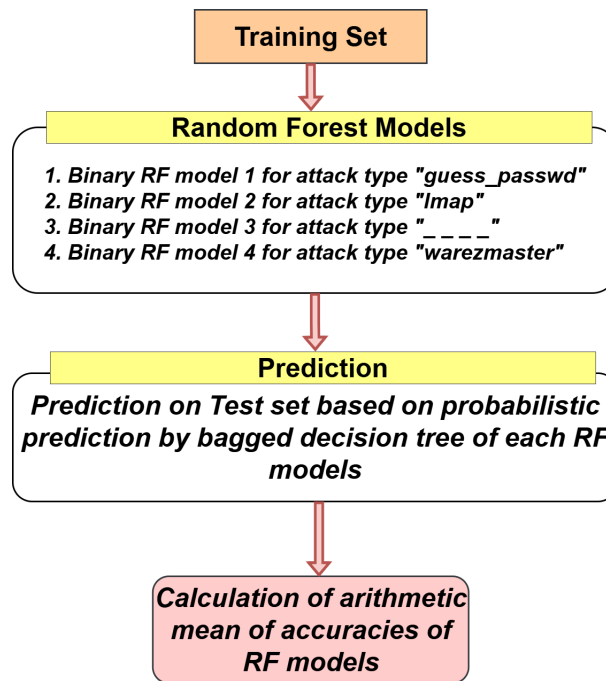 Training Set
Random Forest Models
1. Binary RF model 1 for attack type "guess_passwd"
2. Binary RF model 2 for attack type "Imap"
3. Binary RF model 3 for attack type "_ _ _ _"
4. Binary RF model 4 for attack type "warezmaster"
Prediction
Prediction on Test set based on probabilistic
prediction by bagged decision tree of each RF
models
Calculation of arithmetic
mean of accuracies of
RF models